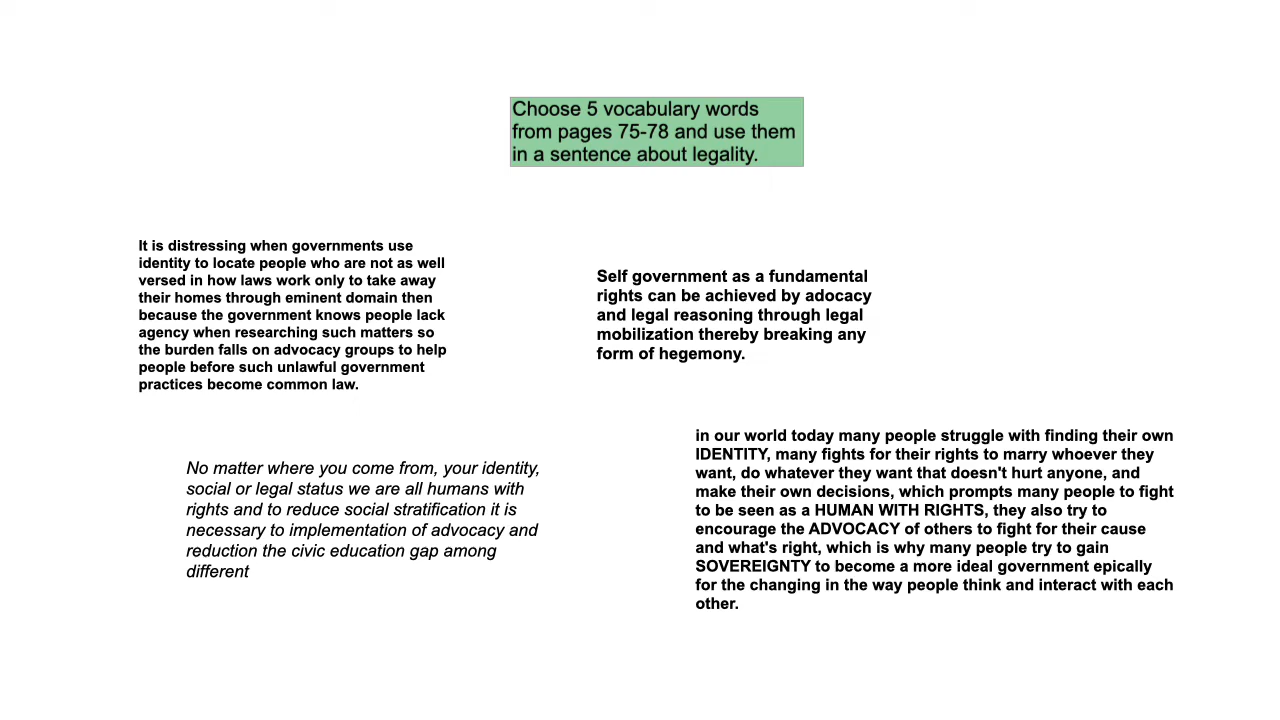 Choose 5 vocabulary words
from pages 75-78 and use them
in a sentence about legality.
It is distressing when governments use
identity to locate people who are not as well
versed in how laws work only to take away
their homes through eminent domain then
because the government knows people lack
agency when researching such matters so
the burden falls on advocacy groups to help
people before such unlawful government
practices become common law.
Self government as a fundamental
rights can be achieved by adocacy
and legal reasoning through legal
mobilization thereby breaking any
form of hegemony.
No matter where you come from, your identity,
social or legal status we are all humans with
rights and to reduce social stratification it is
necessary to implementation of advocacy and
reduction the civic education gap among
different
in our world today many people struggle with finding their own
IDENTITY, many fights for their rights to marry whoever they
want, do whatever they want that doesn't hurt anyone, and
make their own decisions, which prompts many people to fight
to be seen as a HUMAN WITH RIGHTS, they also try to
encourage the ADVOCACY of others to fight for their cause
and what's right, which is why many people try to gain
SOVEREIGNTY to become a more ideal government epically
for the changing in the way people think and interact with each
other.